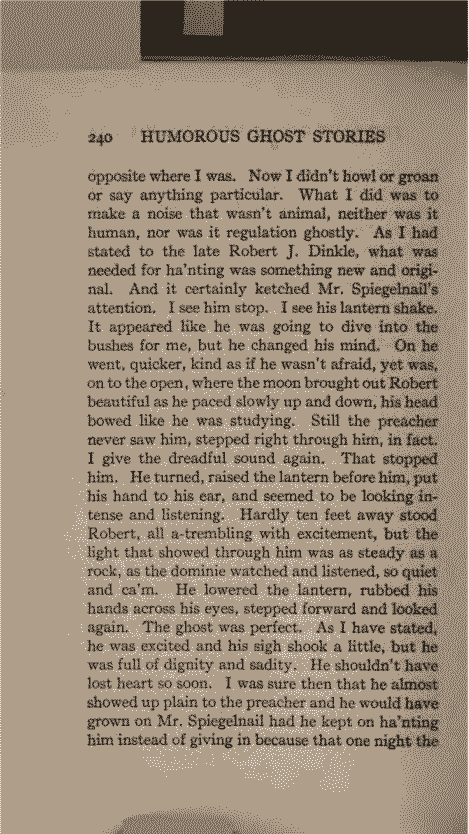 240 HUMOROUS GHOST STORIES
opposite where I was. Now I didn't howl or groan
or say anything particular. What I did was to
make a noise that wasn't animal, neither was it
human, nor was it regulation ghostly. As I had
stated to the late Robert J. Dinkle, what was
needed for ha'nting was something new and origi-
nal. And it certainly ketched Mr. Spiegelnail's
attention. I see him stop. I see his lantern shake.
It appeared like he was going to dive into the
bushes for me, but he changed his mind. On he
went, quicker, kind as if he wasn't afraid, yet was,
on to the open, where the moon brought out Robert
beautiful as he paced slowly up and down, his head
bowed like he was studying. Still the preacher
never saw him, stepped right through him, in fact.
I give the dreadful sound again. That stopped
him. He turned, raised the lantern before him, put
his hand to his ear, and seemed to be looking in-
tense and listening. Hardly ten feet away stood
Robert, all a-trembling with excitement, but the
light that showed through him was as steady as a
rock, as the dominie watched and listened, so quiet
and ca'm. He lowered the lantern, rubbed his
hands across his eyes, stepped forward and looked
again. The ghost was perfect. As I have stated,
he was excited and his sigh shook a little, but he
was full of dignity and sadity. He shouldn't have
lost heart so soon. I was sure then that he almost
showed up plain to the preacher and he would have
grown on Mr. Spiegelnail had he kept on ha'nting
him instead of giving in because that one night the